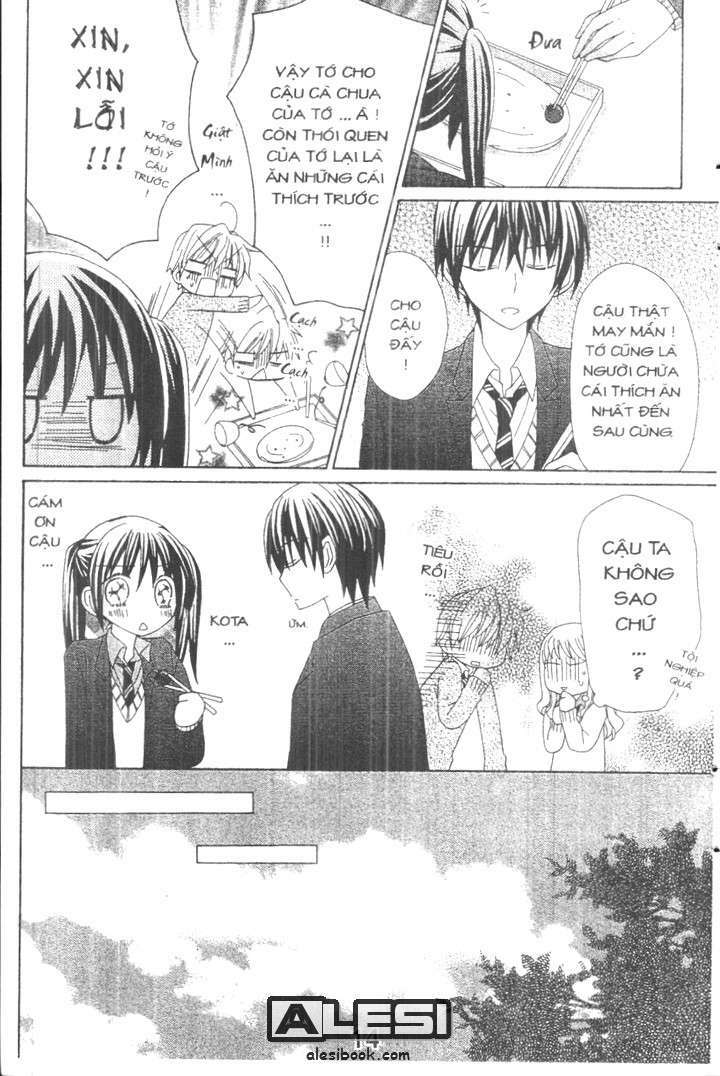 XIN,
XIN
LỖI
!!!
TỚ
KHÔNG
HỎI Ý
CẬU
TRƯỚC
!
Giật
Mình
...
VẬY TỚ CHO
CẬU CÀ CHUA
CỦA TỚ ... Á !
CÒN THÓI QUEN
CỦA TỚ LẠI LÀ
ĂN NHỮNG CÁI
THÍCH TRƯỚC
...
!!
Cạch
Cạch
Đưa
CHO
CẬU
ĐẤY
!
CẬU THẬT
MAY MẮN !
TỚ CŨNG LÀ
NGƯỜI CHỪA
CÁI THÍCH ĂN
NHẤT ĐẾN
SAU CÙNG.
CÁM
ƠN
CẬU
...
KOTA
...
ỪM.
TIÊU
RỒI
...
CẬU TA
KHÔNG
SAO
CHỨ
...
?
TỘI
NGHIỆP
QUÁ
!
ALESI
14
alesibook.com